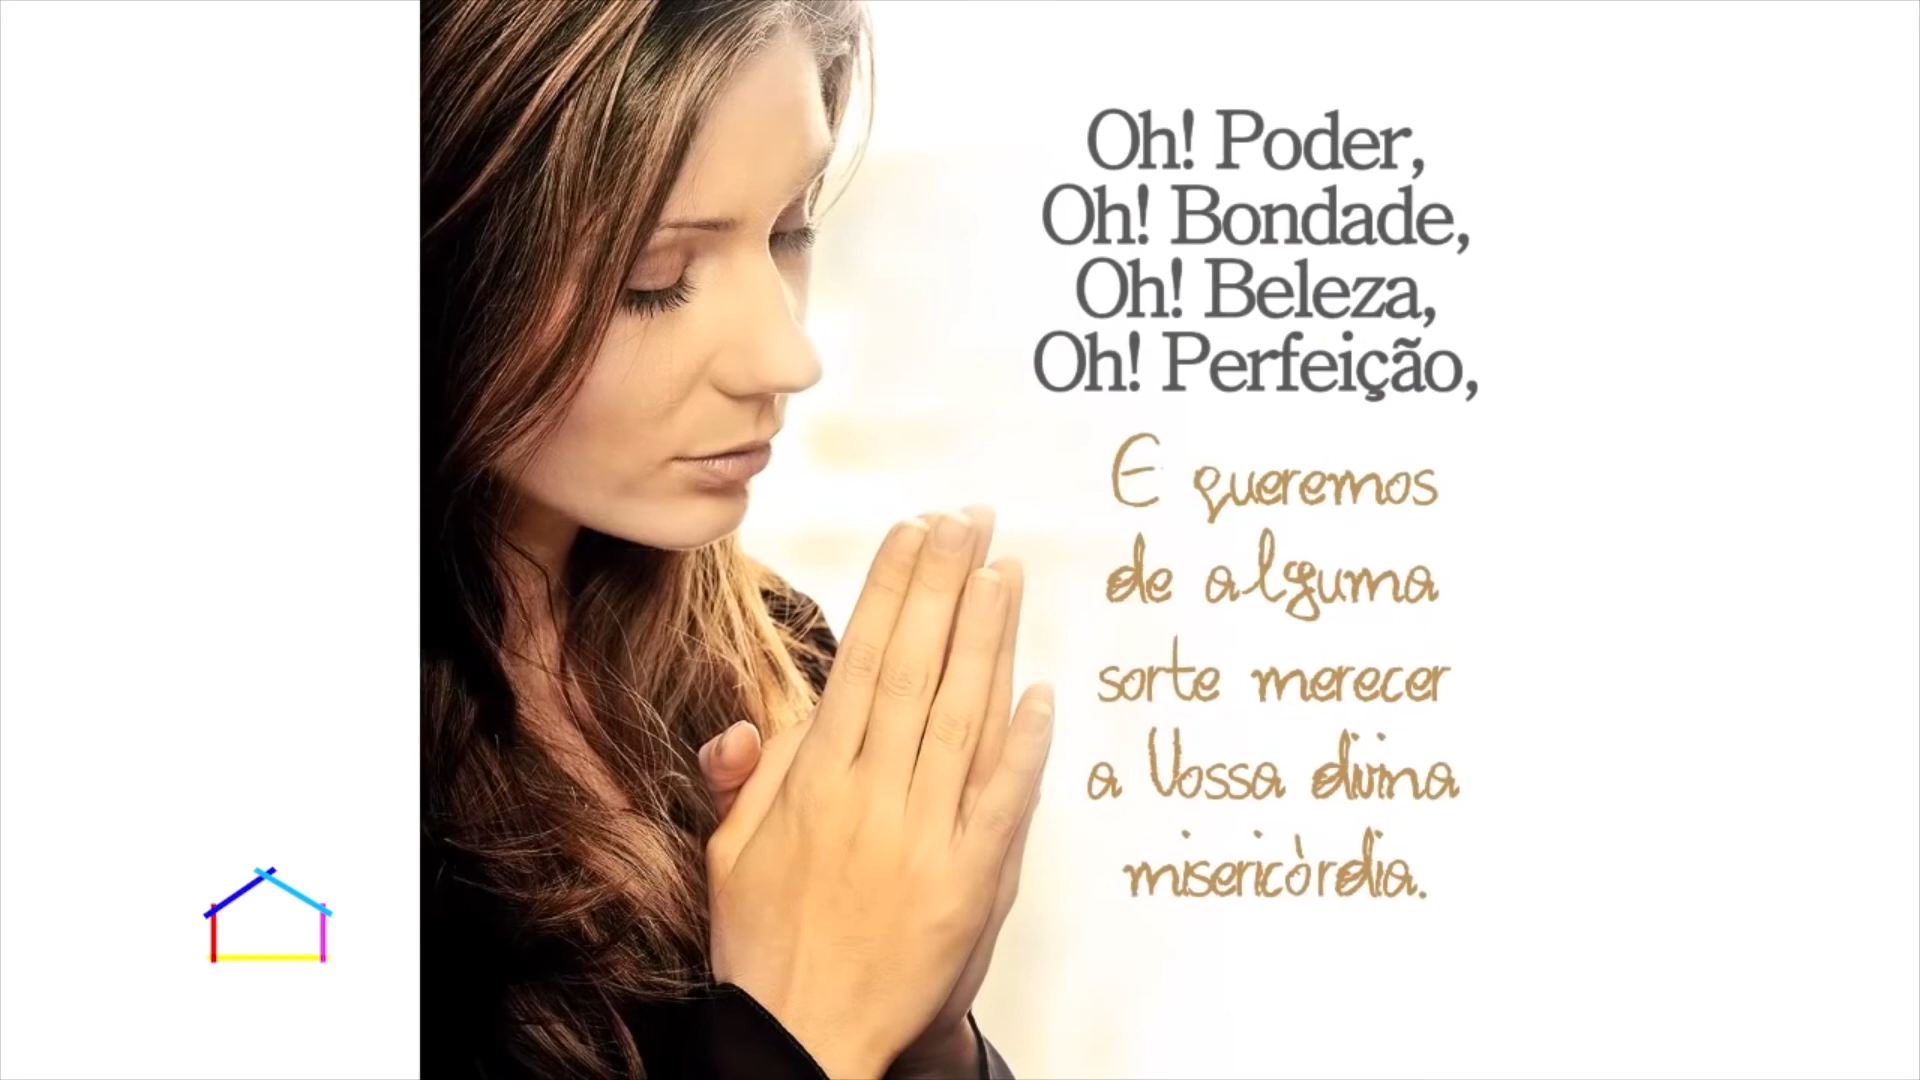 Oh! Poder,
Oh! Bondade,
Oh! Beleza,
Oh! Perfeição,
E queremos
de alguma
sorte merecer
a Vossa divina
misericòrdia.